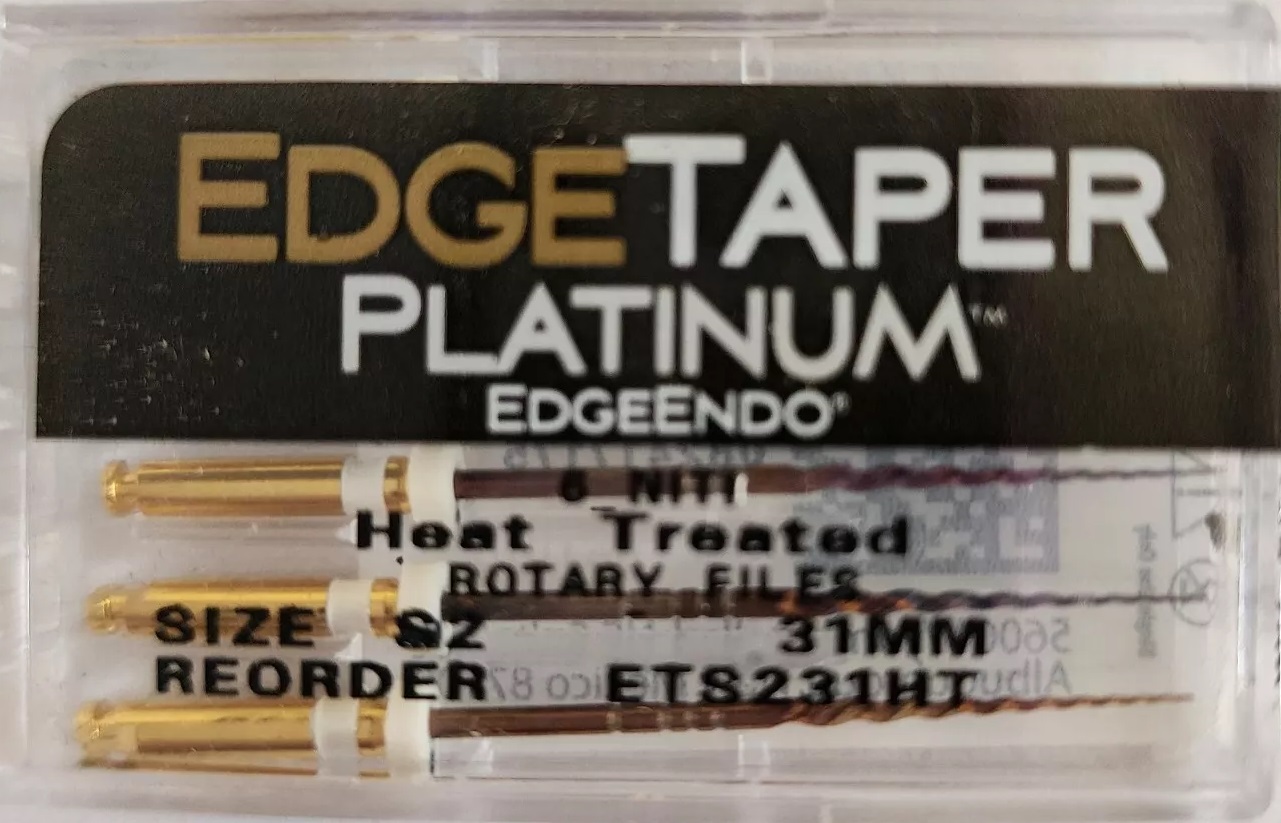 EDGETAPER
PLATINUM™
EDGEENDO®
6 NITI
Heat Treated
ROTARY FILES
SIZE S2 31MM
REORDER ETS231HT